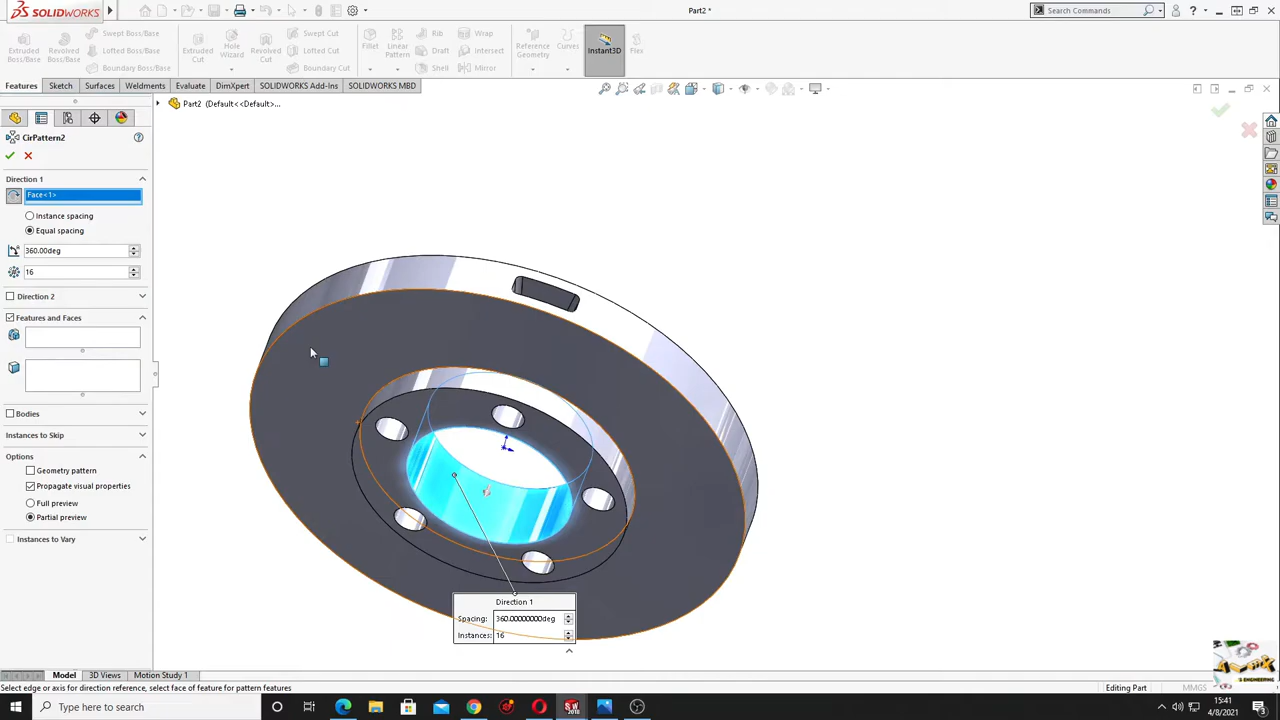 SOLIDWORKS
Part2 *
Search Commands
Extruded Boss/Base
Revolved Boss/Base
Swept Boss/Base
Lofted Boss/Base
Boundary Boss/Base
Extruded Cut
Hole Wizard
Revolved Cut
Swept Cut
Lofted Cut
Boundary Cut
Fillet
Linear Pattern
Rib
Draft
Shell
Wrap
Intersect
Mirror
Reference Geometry
Curves
Instant3D
Flex
Features
Sketch
Surfaces
Weldments
Evaluate
DimXpert
SOLIDWORKS Add-Ins
SOLIDWORKS MBD
Part2 (Default<<Default>...
CirPattern2
Direction 1
Face<1>
Instance spacing
Equal spacing
360.00deg
16
Direction 2
Features and Faces
Bodies
Instances to Skip
Options
Geometry pattern
Propagate visual properties
Full preview
Partial preview
Instances to Vary
Direction 1
Spacing: 360.00000000deg
Instances: 16
Model
3D Views
Motion Study 1
Select edge or axis for direction reference, select face of feature for pattern features
Editing Part
MMGS
Type here to search
15:41
4/8/2021